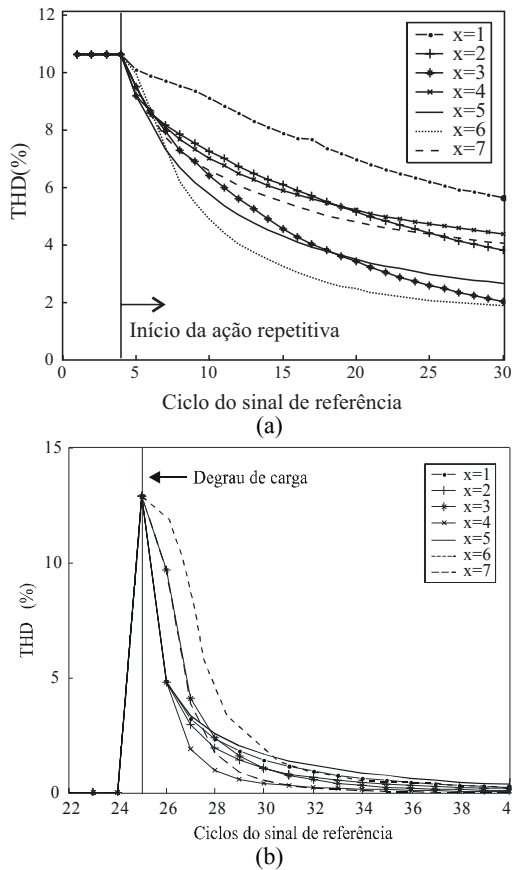 12
10
8
6
4
2
0
THD(%)
x=1
x=2
x=3
x=4
x=5
x=6
x=7
Início da ação repetitiva
0 5 10 15 20 25 30
Ciclo do sinal de referência
(a)
15
10
5
0
THD (%)
Degrau de carga
x=1
x=2
x=3
x=4
x=5
x=6
x=7
22 24 26 28 30 32 34 36 38 4
Ciclos do sinal de referência
(b)